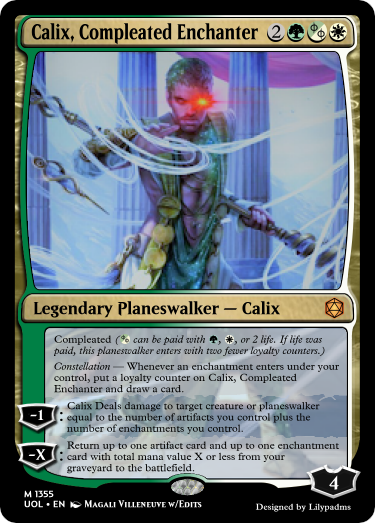 Calix, Compleated Enchanter 2
Legendary Planeswalker — Calix
Compleated ( can be paid with , , or 2 life. If life was
paid, this planeswalker enters with two fewer loyalty counters.)
Constellation — Whenever an enchantment enters under your
control, put a loyalty counter on Calix, Compleated
Enchanter and draw a card.
-1 : Calix Deals damage to target creature or planeswalker
equal to the number of artifacts you control plus the
number of enchantments you control.
-X : Return up to one artifact card and up to one enchantment
card with total mana value X or less from your
graveyard to the battlefield.
4
M 1355
UOL • EN Magali Villeneuve w/Edits
Designed by Lilypadms